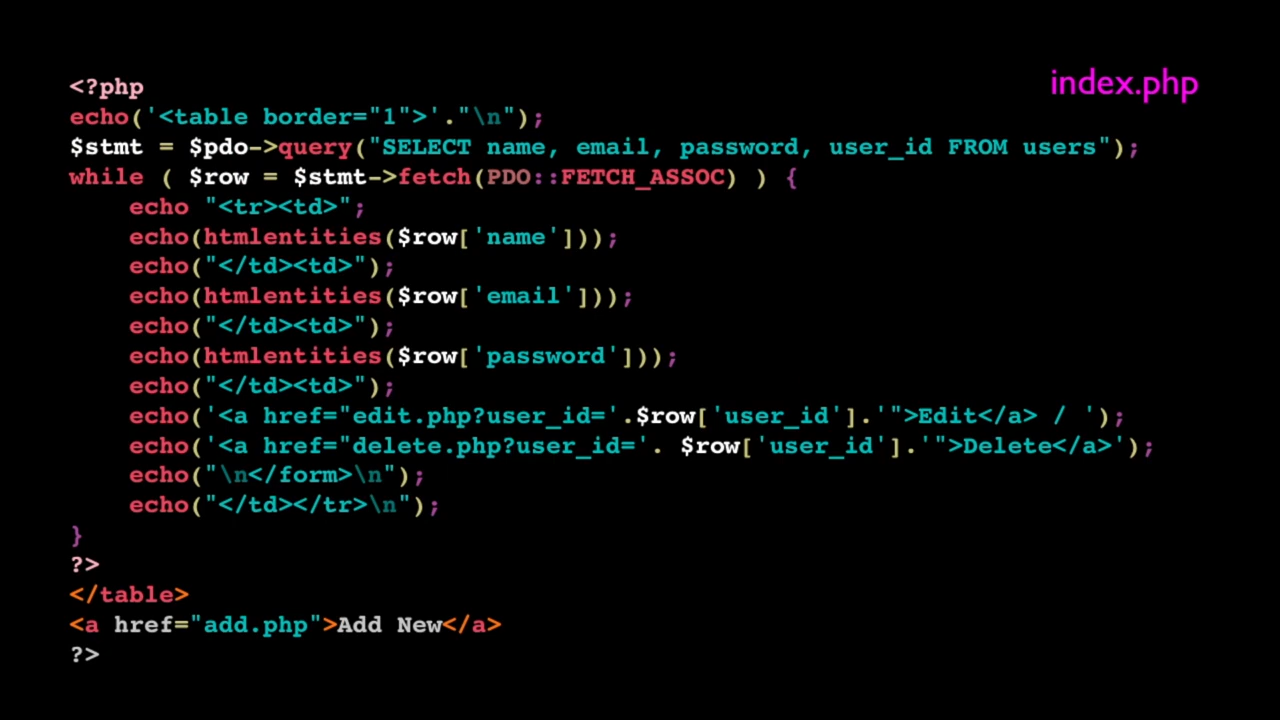 index.php
<?php
echo('<table border="1">'."\n");
$stmt = $pdo->query("SELECT name, email, password, user_id FROM users");
while ( $row = $stmt->fetch(PDO::FETCH_ASSOC) ) {
    echo "<tr><td>";
    echo(htmlentities($row['name']));
    echo("</td><td>");
    echo(htmlentities($row['email']));
    echo("</td><td>");
    echo(htmlentities($row['password']));
    echo("</td><td>");
    echo('<a href="edit.php?user_id='.$row['user_id'].'">Edit</a> / ');
    echo('<a href="delete.php?user_id='. $row['user_id'].'">Delete</a>');
    echo("\n</form>\n");
    echo("</td></tr>\n");
}
?>
</table>
<a href="add.php">Add New</a>
?>